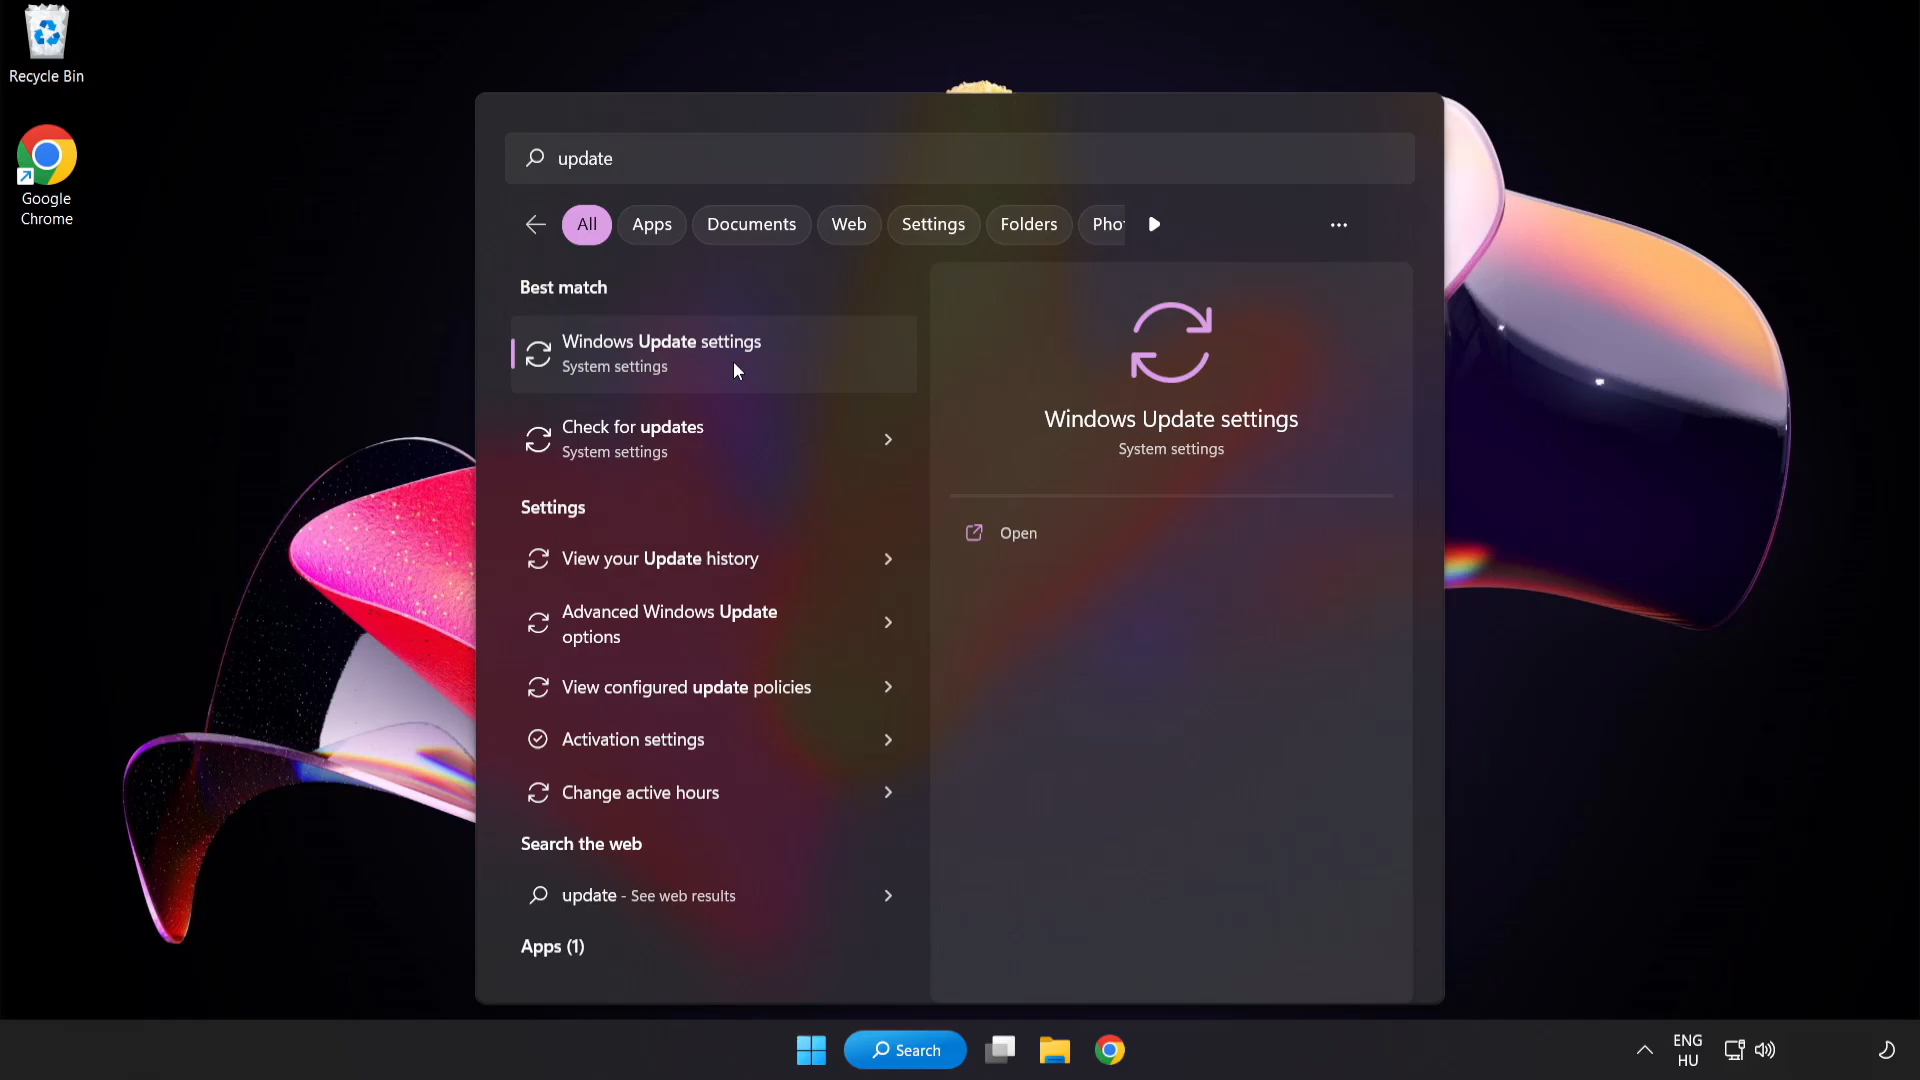 Recycle Bin
Google
Chrome
update
All
Apps
Documents
Web
Settings
Folders
Pho
Best match
Windows Update settings
System settings
Check for updates
System settings
Settings
View your Update history
Advanced Windows Update
options
View configured update policies
Activation settings
Change active hours
Search the web
update - See web results
Apps (1)
Windows Update settings
System settings
Open
Search
ENG
HU